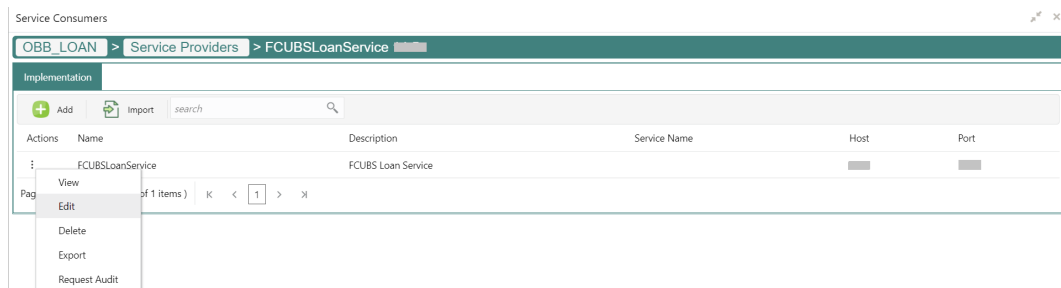 Service Consumers
OBB_LOAN > Service Providers > FCUBSLoanService
Implementation
Add Import search
Actions Name Description Service Name Host Port
FCUBSLoanService FCUBS Loan Service
View
Pag of 1 items ) K < 1 > >|
Edit
Delete
Export
Request Audit